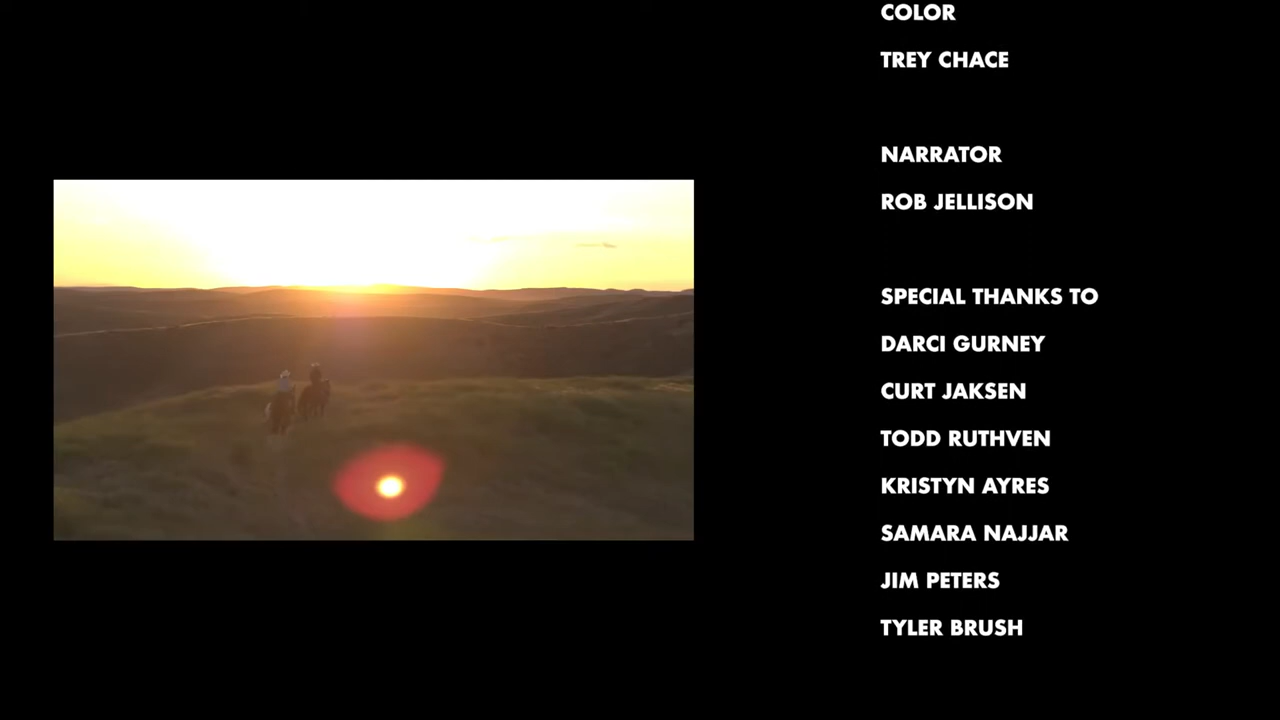 COLOR
TREY CHACE
NARRATOR
ROB JELLISON
SPECIAL THANKS TO
DARCI GURNEY
CURT JAKSEN
TODD RUTHVEN
KRISTYN AYRES
SAMARA NAJJAR
JIM PETERS
TYLER BRUSH